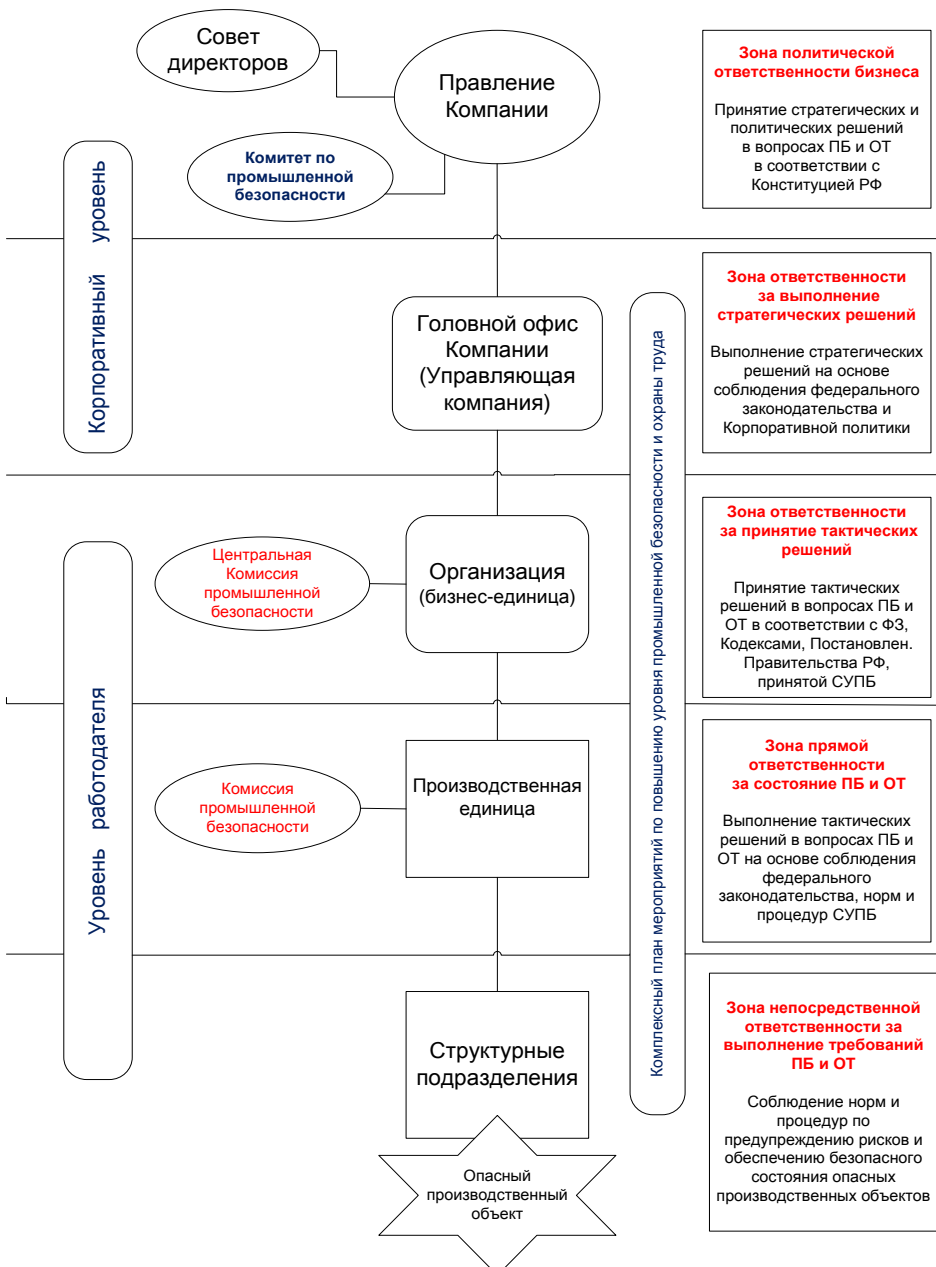 Совет
директоров
Правление
Компании
Комитет по
промышленной
безопасности
Зона политической
ответственности бизнеса
Принятие стратегических и
политических решений
в вопросах ПБ и ОТ
в соответствии с
Конституцией РФ
Корпоративный уровень
Головной офис
Компании
(Управляющая
компания)
Зона ответственности
за выполнение
стратегических решений
Выполнение стратегических
решений на основе
соблюдения федерального
законодательства и
Корпоративной политики
Комплексный план мероприятий по повышению уровня промышленной безопасности и охраны труда
Центральная
Комиссия
промышленной
безопасности
Организация
(бизнес-единица)
Зона ответственности
за принятие тактических
решений
Принятие тактических
решений в вопросах ПБ и
ОТ в соответствии с ФЗ,
Кодексами, Постановлен.
Правительства РФ,
принятой СУПБ
Уровень работодателя
Комиссия
промышленной
безопасности
Производственная
единица
Зона прямой
ответственности
за состояние ПБ и ОТ
Выполнение тактических
решений в вопросах ПБ и
ОТ на основе соблюдения
федерального
законодательства, норм и
процедур СУПБ
Структурные
подразделения
Опасный
производственный
объект
Зона непосредственной
ответственности за
выполнение требований
ПБ и ОТ
Соблюдение норм и
процедур по
предупреждению рисков и
обеспечению безопасного
состояния опасных
производственных объектов